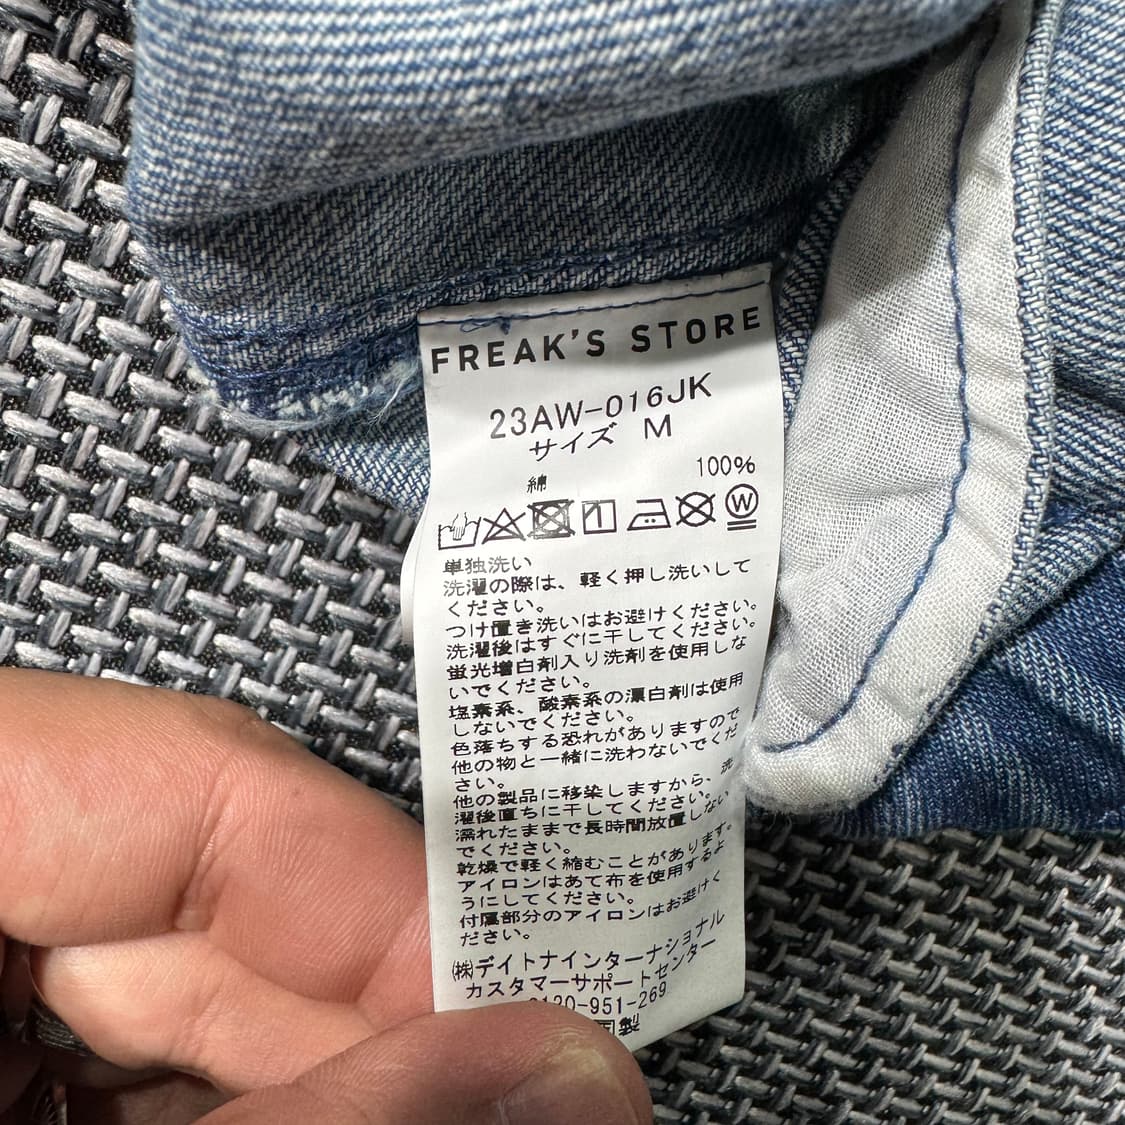 FREAK'S STORE
23AW-016JK
サイズ M
綿 100%
単独洗い
洗濯の際は、軽く押し洗いして
ください。
つけ置き洗いはお避けください。
洗濯後はすぐに干してください。
蛍光増白剤入り洗剤を使用しな
いでください。
塩素系、酸素系の漂白剤は使用
しないでください。
色落ちする恐れがありますので
他の物と一緒に洗わないでくだ
さい。
他の製品に移染しますから、洗
濯後直ちに干してください。
濡れたままで長時間放置しない
でください。
乾燥で軽く縮むことがあります。
アイロンはあて布を使用するよ
うにしてください。
付属部分のアイロンはお避けく
ださい。
㈱デイトナインターナショナル
カスタマーサポートセンター
0120-951-269
国製